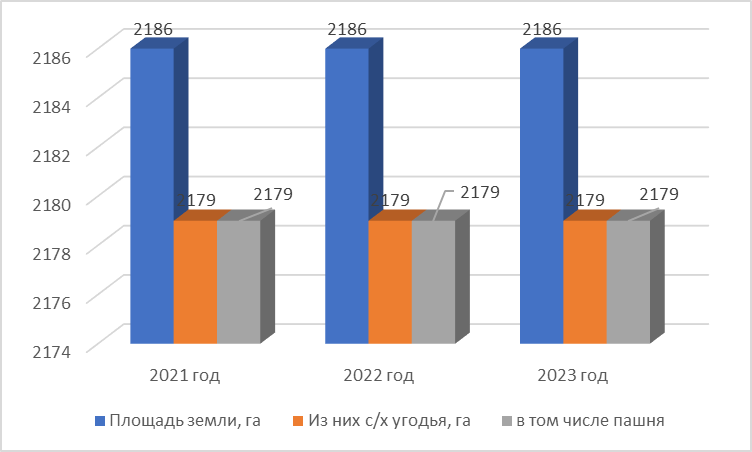 2186 2186 2186
2186
2184
2182
2180
2179 2179 2179 2179 2179 2179
2178
2176
2174
2021 год 2022 год 2023 год
Площадь земли, га Из них с/х угодья, га в том числе пашня